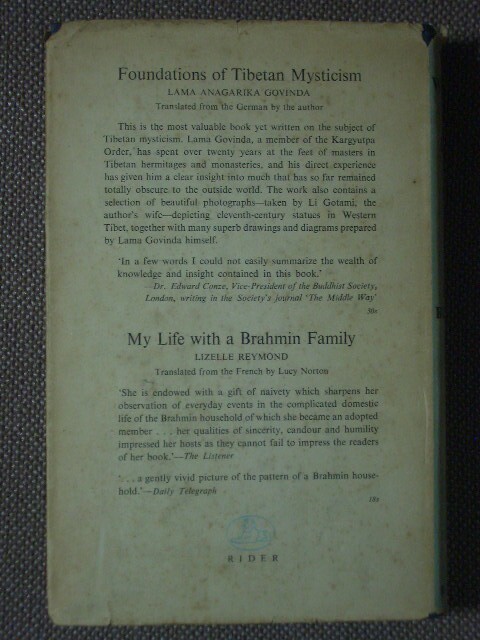 Foundations of Tibetan Mysticism
LAMA ANAGARIKA GOVINDA
Translated from the German by the author
This is the most valuable book yet written on the subject of
Tibetan mysticism. Lama Govinda, a member of the Kargyutpa
Order, has spent over twenty years at the feet of masters in
Tibetan hermitages and monasteries, and his direct experience
has given him a clear insight into much that has so far remained
totally obscure to the outside world. The work also contains a
selection of beautiful photographs—taken by Li Gotami, the
author's wife—depicting eleventh-century statues in Western
Tibet, together with many superb drawings and diagrams prepared
by Lama Govinda himself.
'In a few words I could not easily summarize the wealth of
knowledge and insight contained in this book.'
—Dr. Edward Conze, Vice-President of the Buddhist Society,
London, writing in the Society's journal 'The Middle Way'
30s
My Life with a Brahmin Family
LIZELLE REYMOND
Translated from the French by Lucy Norton
'She is endowed with a gift of naivety which sharpens her
observation of everyday events in the complicated domestic
life of the Brahmin household of which she became an adopted
member . . . her qualities of sincerity, candour and humility
impressed her hosts as they cannot fail to impress the readers
of her book.'—The Listener
'. . . a gently vivid picture of the pattern of a Brahmin house-
hold.'—Daily Telegraph
18s
RIDER